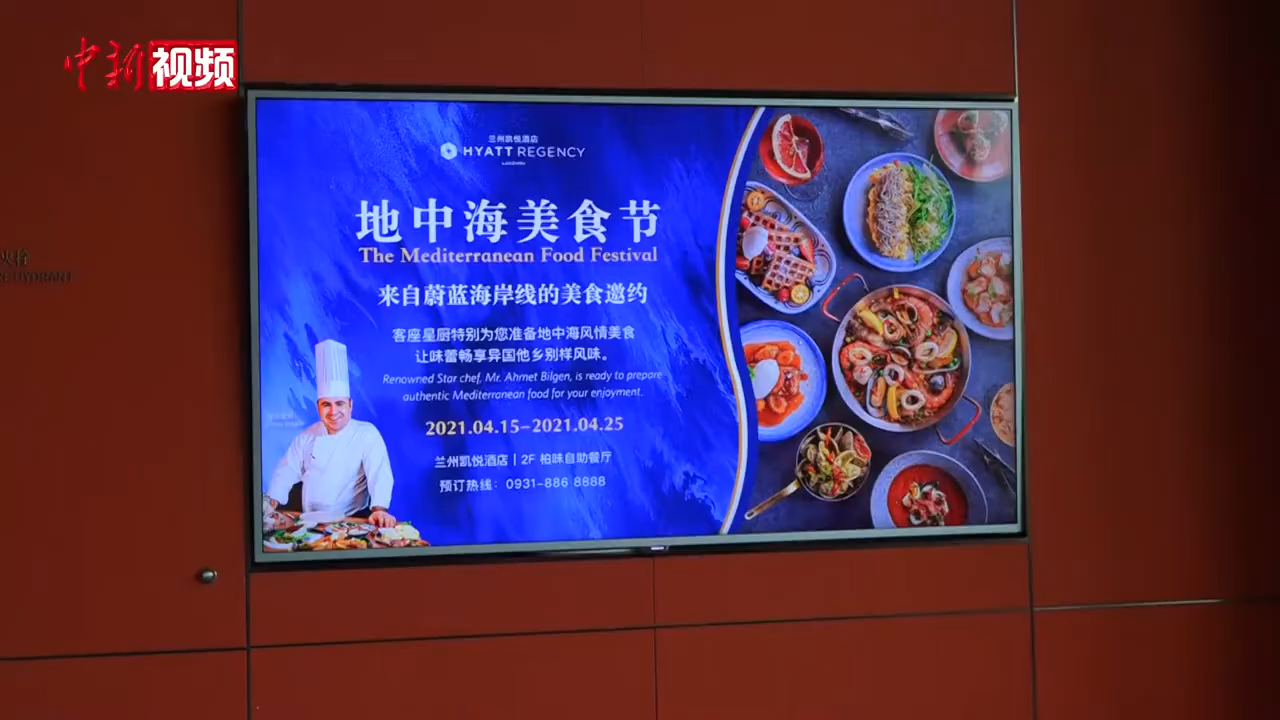 中新视频
兰州凯悦酒店
HYATT REGENCY
地中海美食节
The Mediterranean Food Festival
来自蔚蓝海岸线的美食邀约
客座星厨特别为您准备地中海风情美食
让味蕾畅享异国他乡别样风味。
Renowned Star chef, Mr. Ahmet Bilgen, is ready to prepare
authentic Mediterranean food for your enjoyment.
2021.04.15-2021.04.25
兰州凯悦酒店 | 2F 柏味自助餐厅
预订热线：0931-886 8888